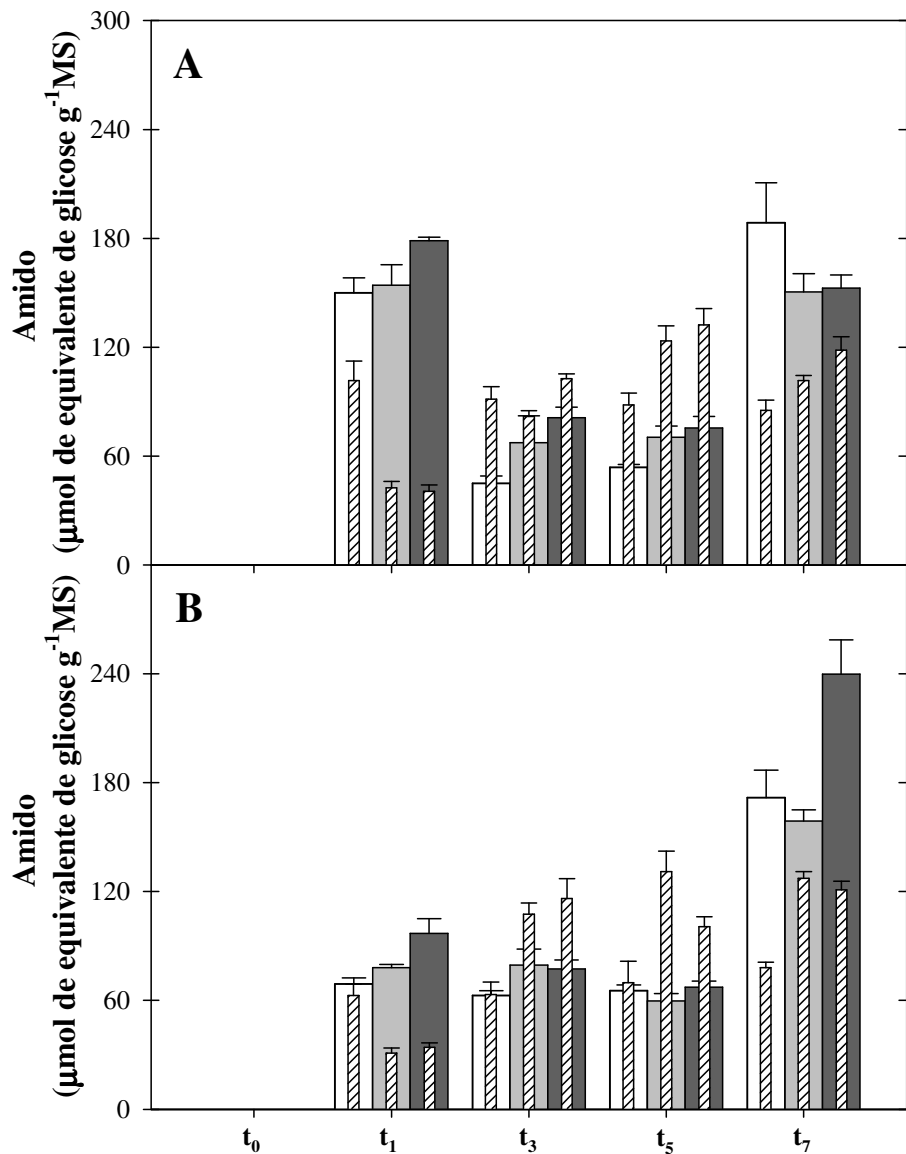 A
Amido
(µmol de equivalente de glicose g⁻¹MS)
300
240
180
120
60
0
B
Amido
(µmol de equivalente de glicose g⁻¹MS)
240
180
120
60
0
t₀ t₁ t₃ t₅ t₇